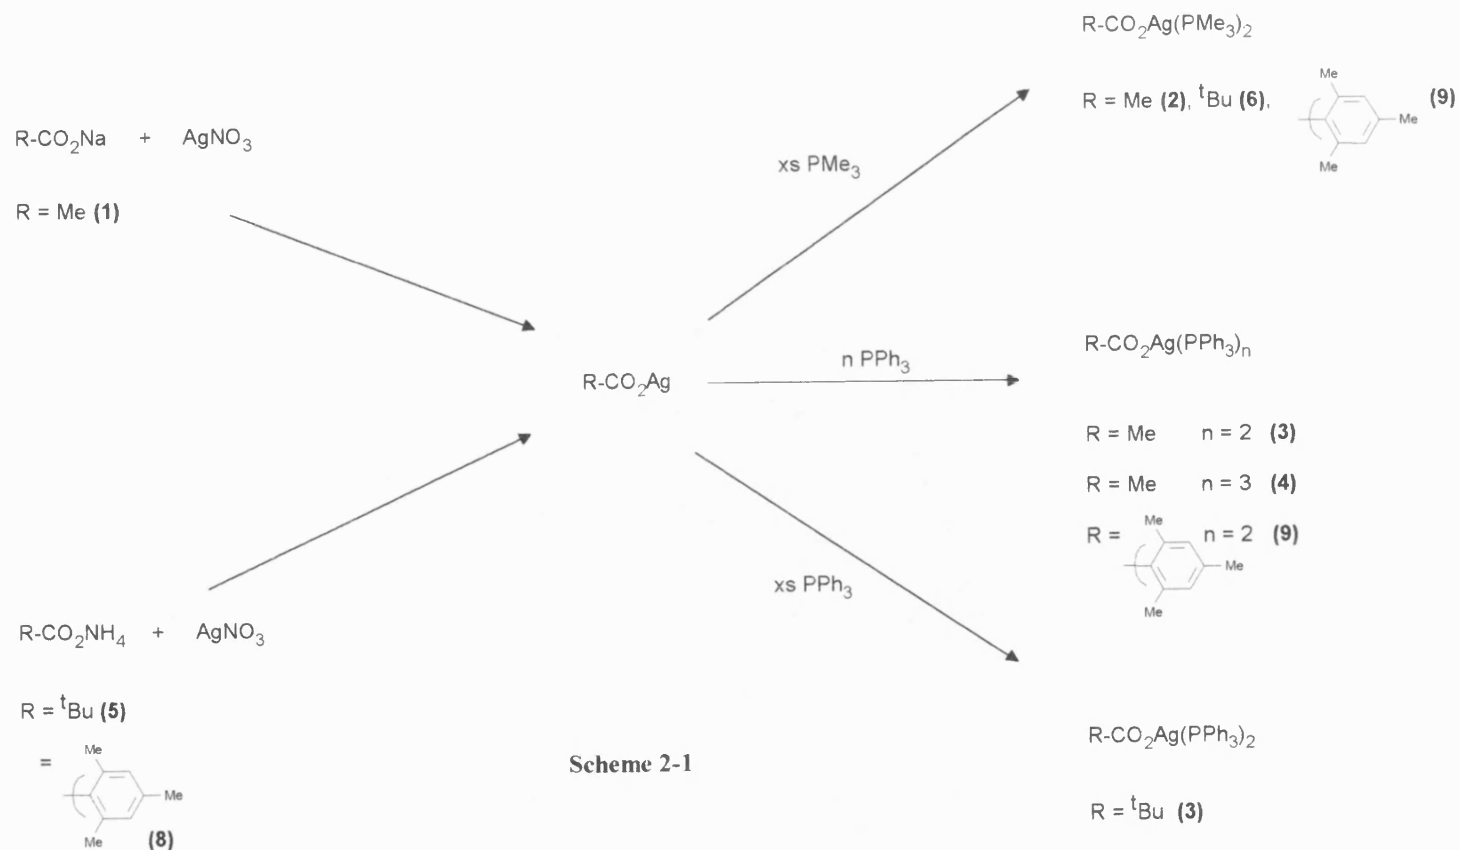 R-CO₂Na + AgNO₃
R = Me (1)
R-CO₂NH₄ + AgNO₃
R = ᵗBu (5)
=
Me
Me
Me
(8)
R-CO₂Ag
xs PMe₃
n PPh₃
xs PPh₃
R-CO₂Ag(PMe₃)₂
R = Me (2), ᵗBu (6), (9)
Me
Me
Me
R-CO₂Ag(PPh₃)ₙ
R = Me n = 2 (3)
R = Me n = 3 (4)
R = n = 2 (9)
Me
Me
Me
R-CO₂Ag(PPh₃)₂
R = ᵗBu (3)
Scheme 2-1